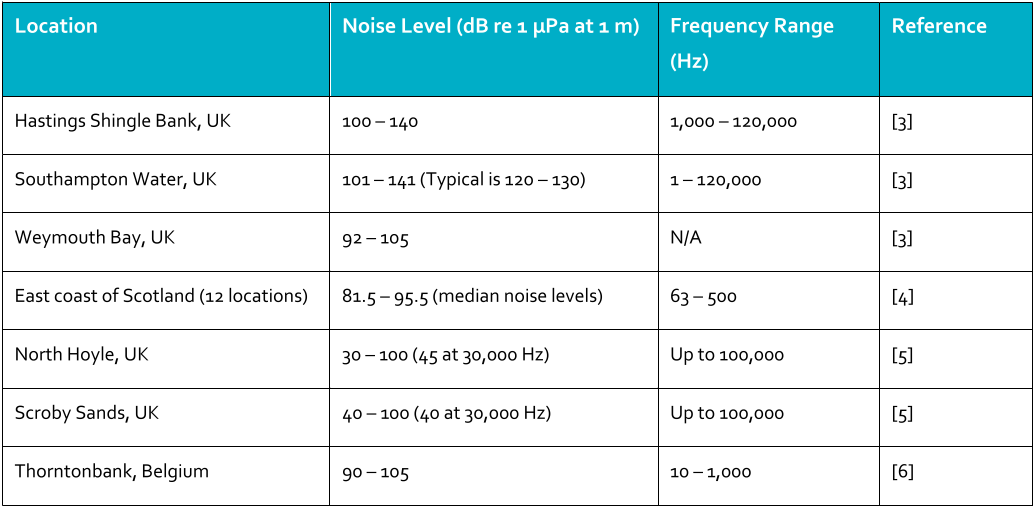 Location Noise Level (dB re 1 µPa at 1 m) Frequency Range (Hz) Reference
Hastings Shingle Bank, UK 100 – 140 1,000 – 120,000 [3]
Southampton Water, UK 101 – 141 (Typical is 120 – 130) 1 – 120,000 [3]
Weymouth Bay, UK 92 – 105 N/A [3]
East coast of Scotland (12 locations) 81.5 – 95.5 (median noise levels) 63 – 500 [4]
North Hoyle, UK 30 – 100 (45 at 30,000 Hz) Up to 100,000 [5]
Scroby Sands, UK 40 – 100 (40 at 30,000 Hz) Up to 100,000 [5]
Thorntonbank, Belgium 90 – 105 10 – 1,000 [6]